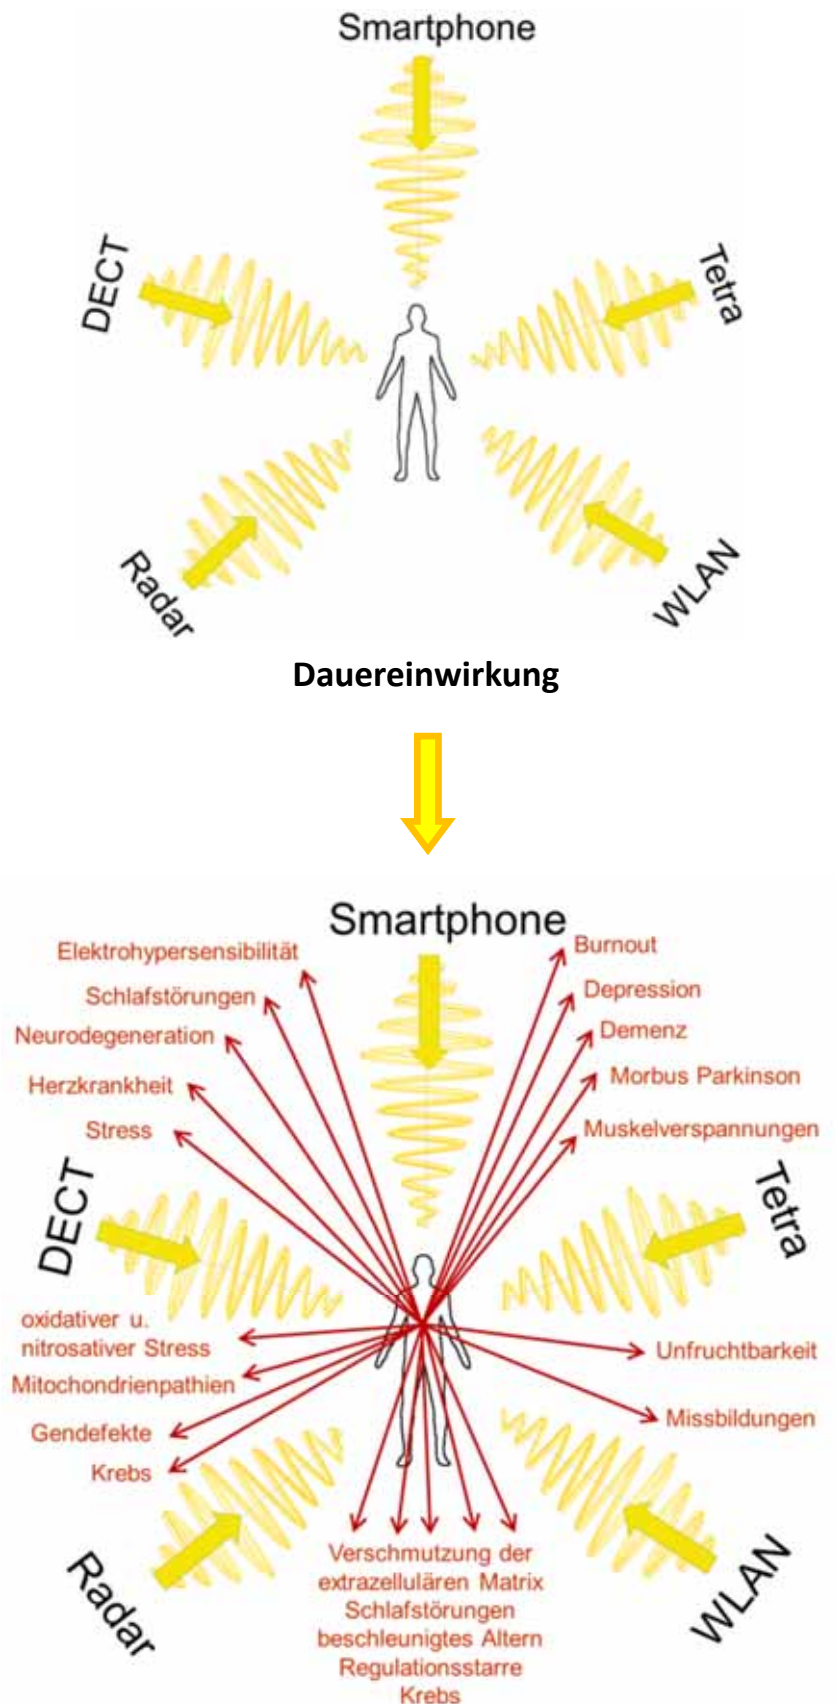 Smartphone
DECT
Tetra
Radar
WLAN
Dauereinwirkung
Smartphone
Elektrohypersensibilität
Schlafstörungen
Neurodegeneration
Herzkrankheit
Stress
Burnout
Depression
Demenz
Morbus Parkinson
Muskelverspannungen
DECT
Tetra
oxidativer u.
nitrosativer Stress
Mitochondrienpathien
Gendefekte
Krebs
Unfruchtbarkeit
Missbildungen
Radar
WLAN
Verschmutzung der
extrazellulären Matrix
Schlafstörungen
beschleunigtes Altern
Regulationsstarre
Krebs